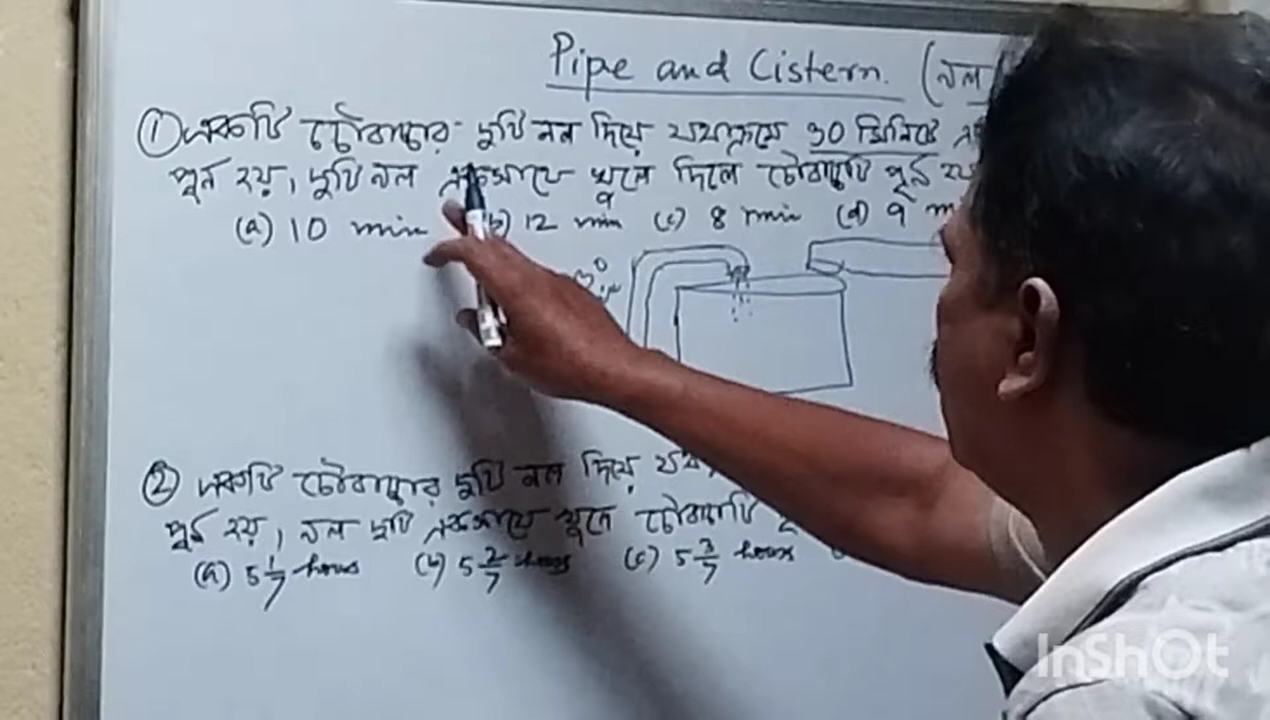 Pipe and Cistern. (নল
① একটি চৌবাচ্চার দুটি নল দিয়ে যথাক্রমে ৩০ মিনিটে
পূর্ন হয়, দুটি নল একসাথে খুলে দিলে চৌবাচ্চাটি পূর্ন
(a) 10 min (b) 12 min (c) 8 min (d) 9 m
② একটি চৌবাচ্চার দুটি নল দিয়ে
পূর্ন হয়, নল দুটি একসাথে খুলে চৌবাচ্চাটি
(a) 5 1/7 hours (b) 5 2/7 hours (c) 5 3/7 hours
InShOt